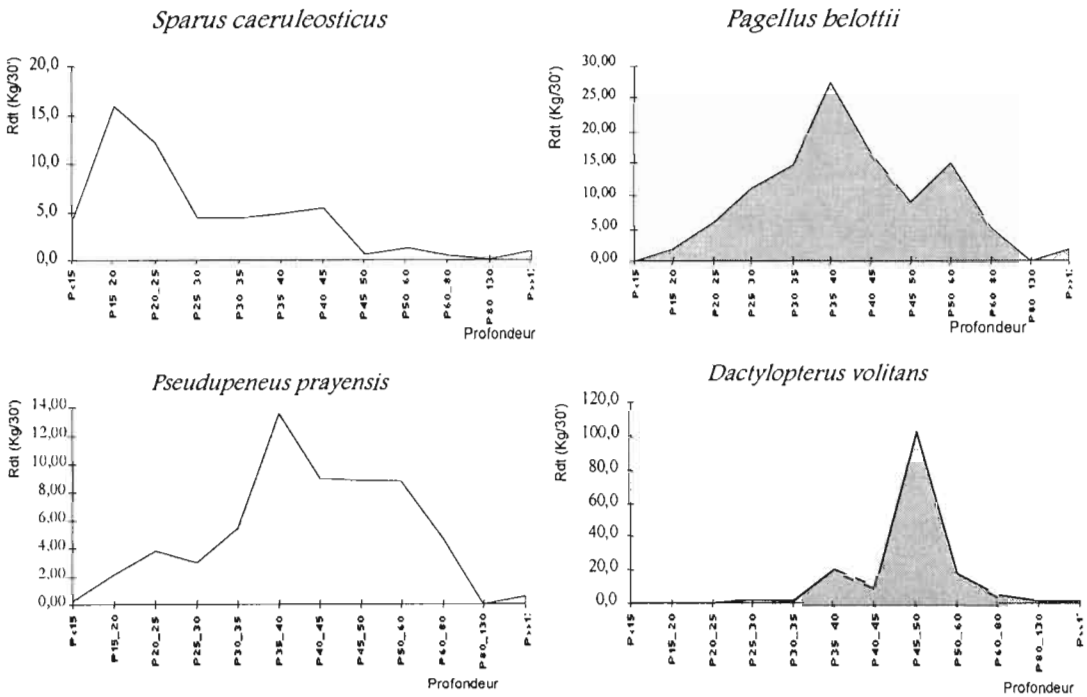 Sparus caeruleosticus
Rdt (Kg/30')
20,0
15,0
10,0
5,0
0,0
P<15
P15_20
P20_25
P25_30
P30_35
P35_40
P40_45
P45_50
P50_60
P60_80
P80_130
Profondeur
Pagellus belottii
Rdt (Kg/30')
30,00
25,00
20,00
15,00
10,00
5,00
0,00
P<15
P15_20
P20_25
P25_30
P30_35
P35_40
P40_45
P45_50
P50_60
P60_80
P80_130
Profondeur
Pseudupeneus prayensis
Rdt (Kg/30')
14,00
12,00
10,00
8,00
6,00
4,00
2,00
0,00
P<15
P15_20
P20_25
P25_30
P30_35
P35_40
P40_45
P45_50
P50_60
P60_80
P80_130
Profondeur
Dactylopterus volitans
Rdt (Kg/30')
120,0
100,0
80,0
60,0
40,0
20,0
0,0
P<15
P15_20
P20_25
P25_30
P30_35
P35_40
P40_45
P45_50
P50_60
P60_80
P80_130
Profondeur